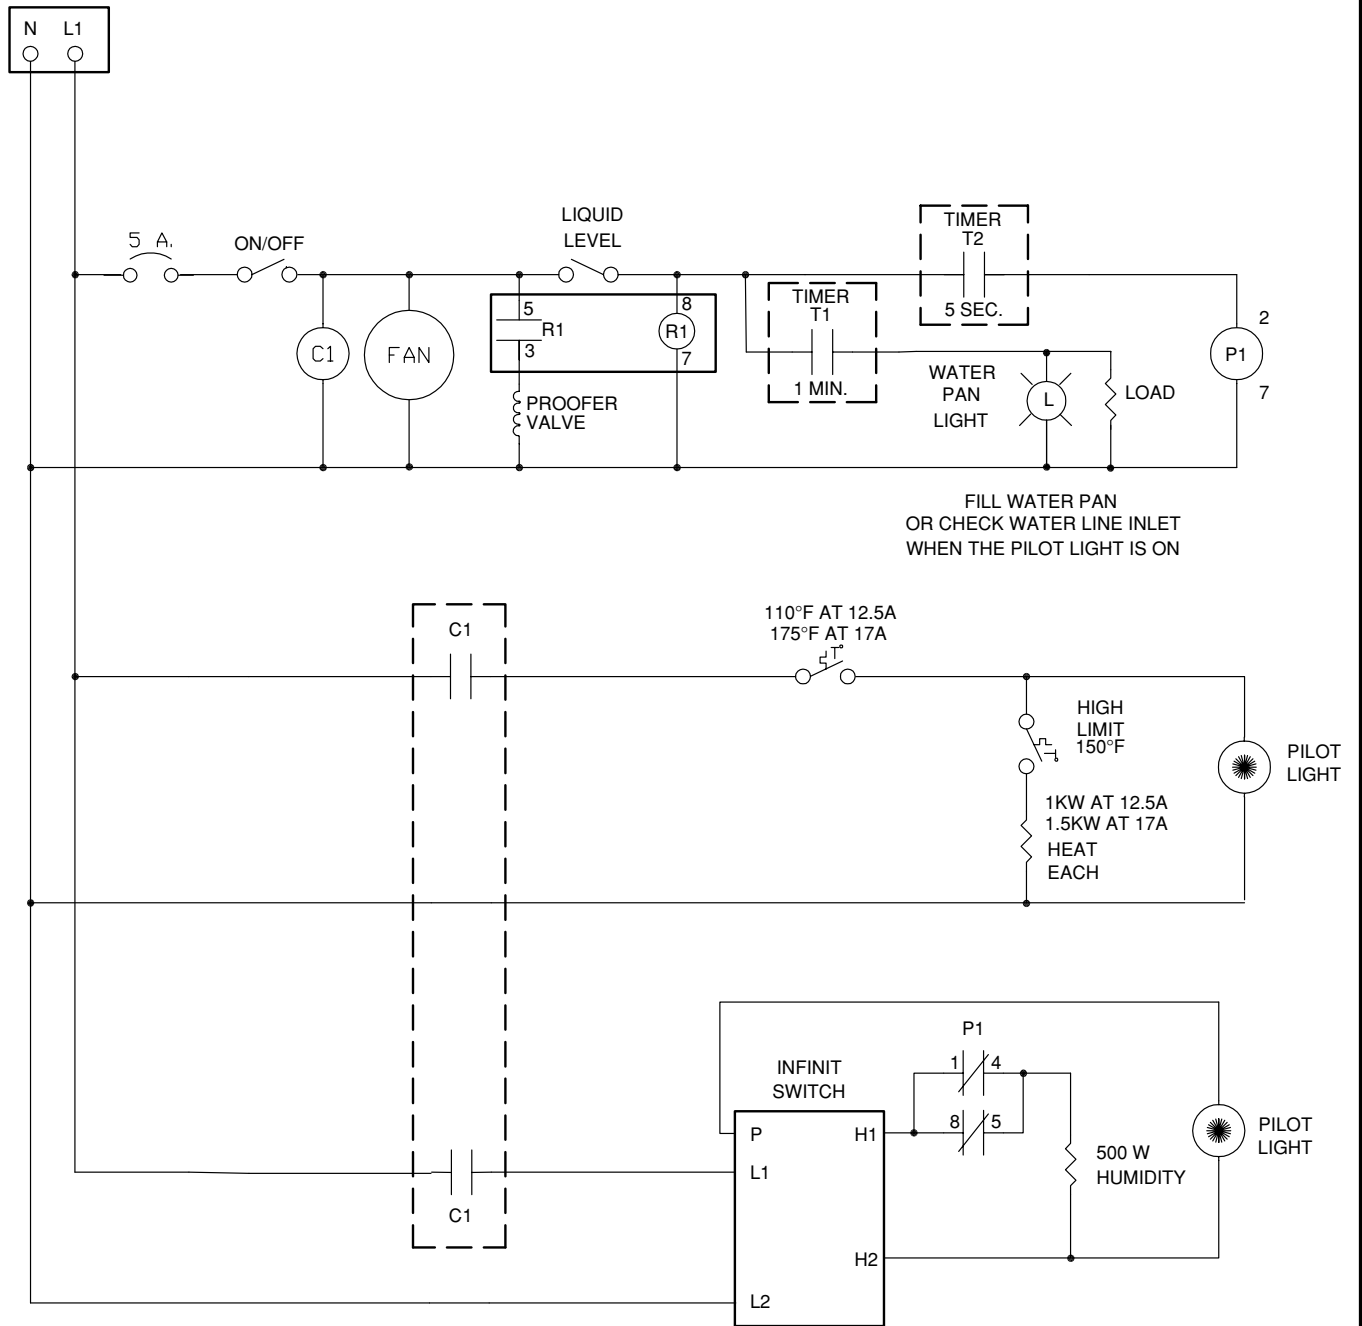 N L1
5 A.
ON/OFF
LIQUID
LEVEL
TIMER
T2
5 SEC.
TIMER
T1
1 MIN.
C1
FAN
5
R1
3
8
R1
7
PROOFER
VALVE
WATER
PAN
LIGHT
L
LOAD
2
P1
7
FILL WATER PAN
OR CHECK WATER LINE INLET
WHEN THE PILOT LIGHT IS ON
C1
110°F AT 12.5A
175°F AT 17A
T°
HIGH
LIMIT
150°F
T°
PILOT
LIGHT
1KW AT 12.5A
1.5KW AT 17A
HEAT
EACH
C1
INFINIT
SWITCH
P
L1
L2
H1
H2
P1
1 4
8 5
500 W
HUMIDITY
PILOT
LIGHT